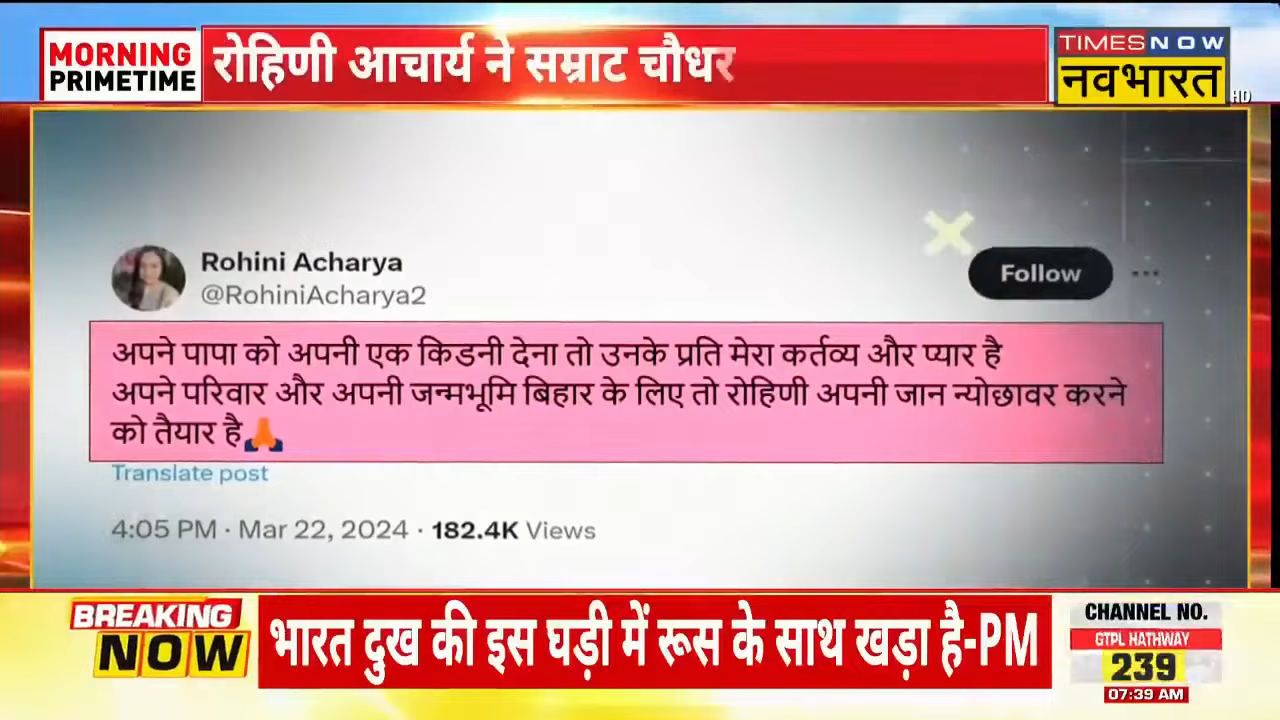 MORNING
PRIMETIME
रोहिणी आचार्य ने सम्राट चौधर
TIMES NOW
नवभारत
HD
Rohini Acharya
@RohiniAcharya2
Follow
अपने पापा को अपनी एक किडनी देना तो उनके प्रति मेरा कर्तव्य और प्यार है
अपने परिवार और अपनी जन्मभूमि बिहार के लिए तो रोहिणी अपनी जान न्योछावर करने
को तैयार है🙏
Translate post
4:05 PM · Mar 22, 2024 · 182.4K Views
BREAKING
NOW
भारत दुख की इस घड़ी में रूस के साथ खड़ा है-PM
CHANNEL NO.
GTPL HATHWAY
239
07:39 AM